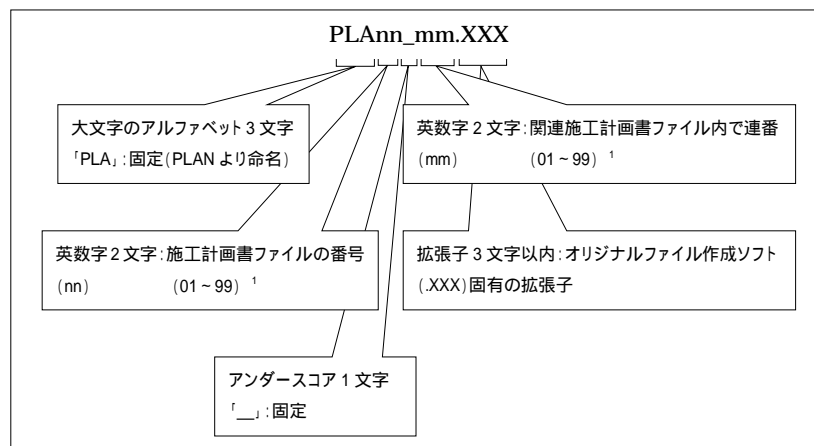 PLAnn_mm.XXX
大文字のアルファベット3文字
「PLA」:固定(PLANより命名)
英数字2文字:関連施工計画書ファイル内で連番
(mm) (01~99) 1
英数字2文字:施工計画書ファイルの番号
(nn) (01~99) 1
拡張子3文字以内:オリジナルファイル作成ソフト
(.XXX)固有の拡張子
アンダースコア1文字
「__」:固定